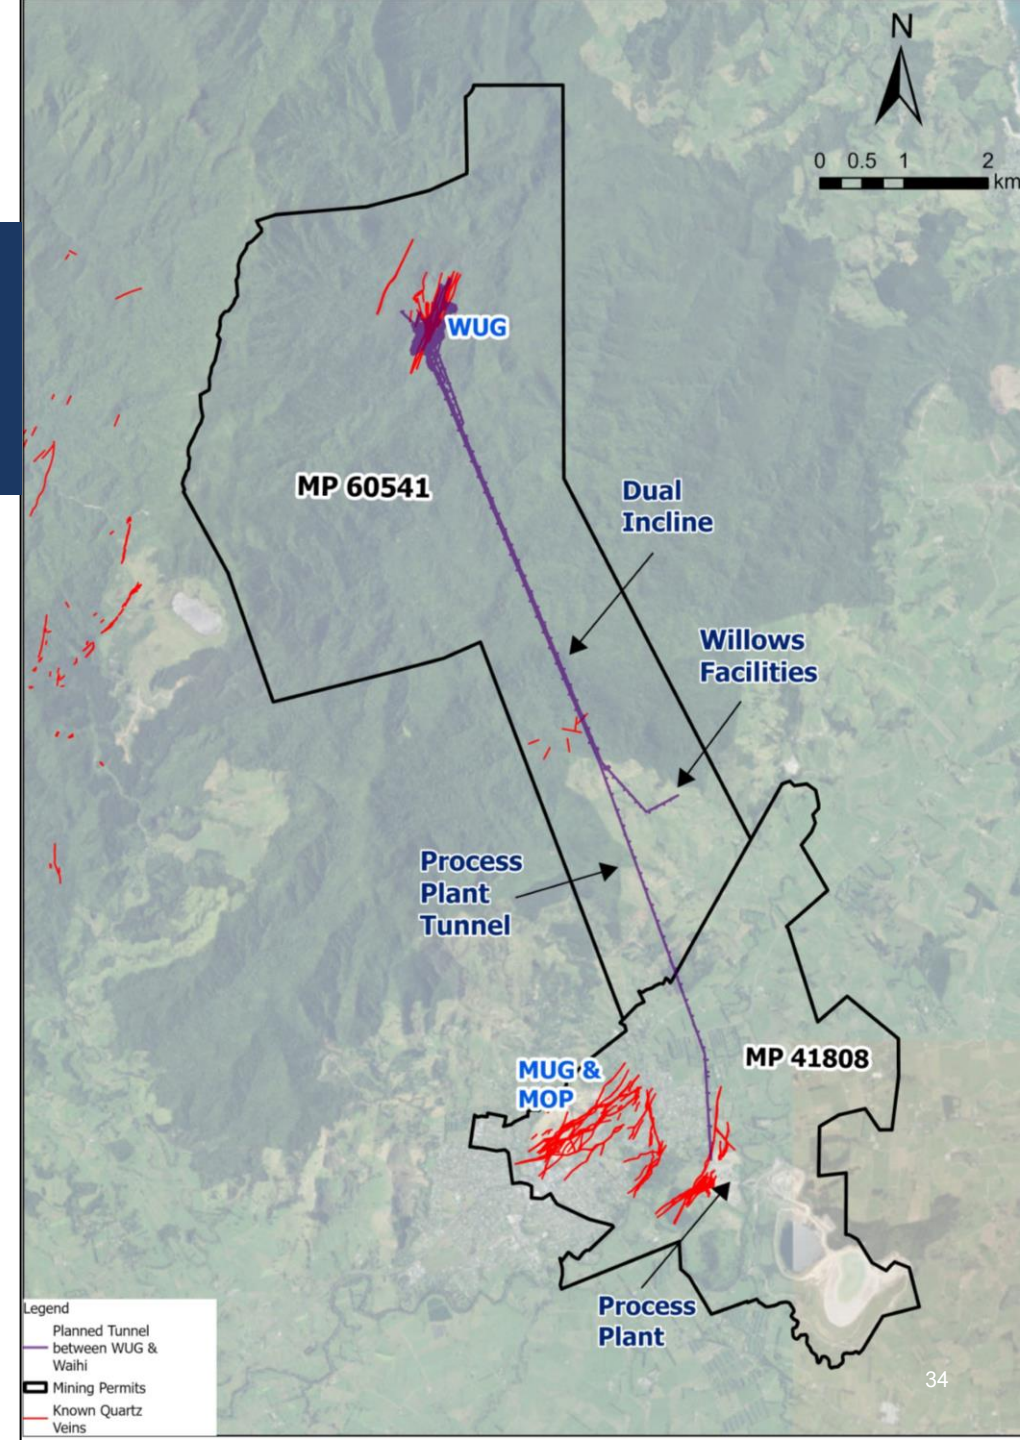 N
0 0.5 1 2
km
WUG
MP 60541
Dual
Incline
Willows
Facilities
Process
Plant
Tunnel
MUG &
MOP
MP 41808
Process
Plant
Legend
Planned Tunnel
between WUG &
Waihi
Mining Permits
Known Quartz
Veins
34